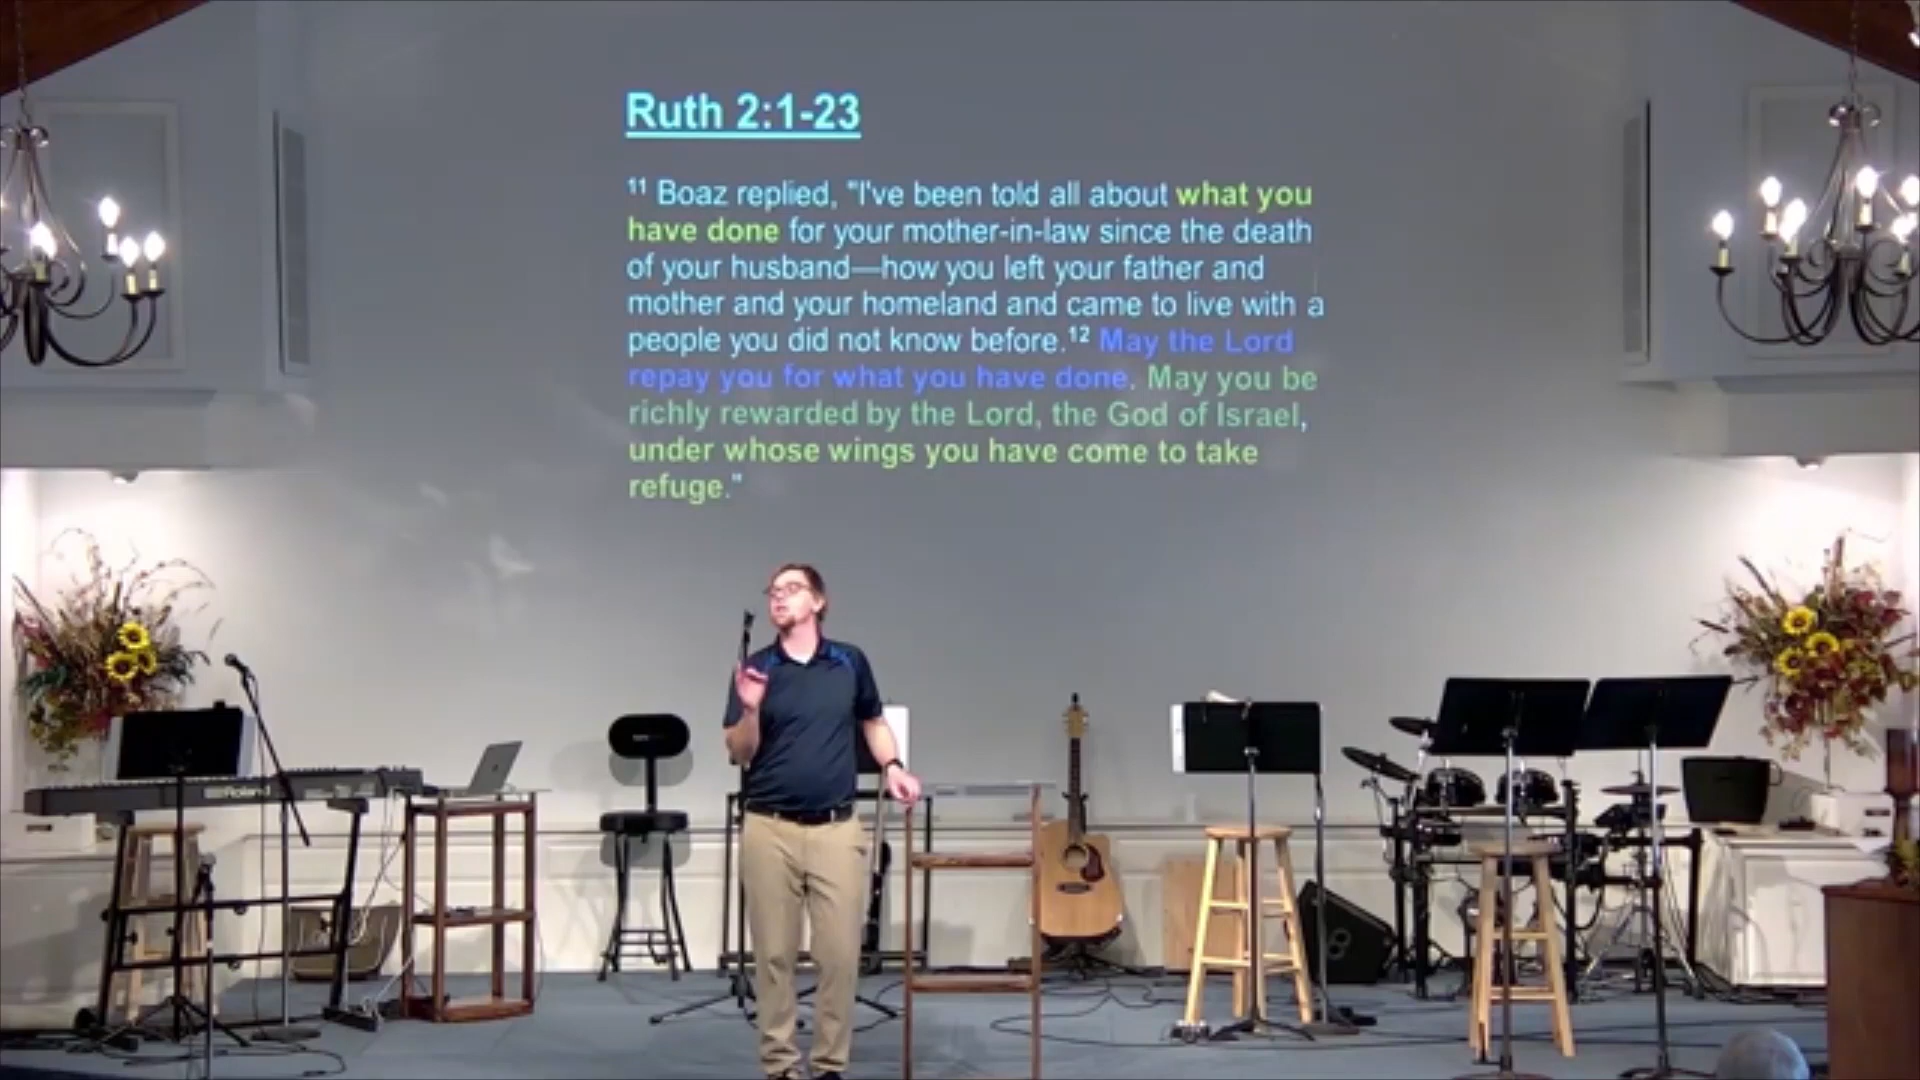 Ruth 2:1-23
¹¹ Boaz replied, "I've been told all about what you
have done for your mother-in-law since the death
of your husband—how you left your father and
mother and your homeland and came to live with a
people you did not know before.¹² May the Lord
repay you for what you have done. May you be
richly rewarded by the Lord, the God of Israel,
under whose wings you have come to take
refuge."
Roland